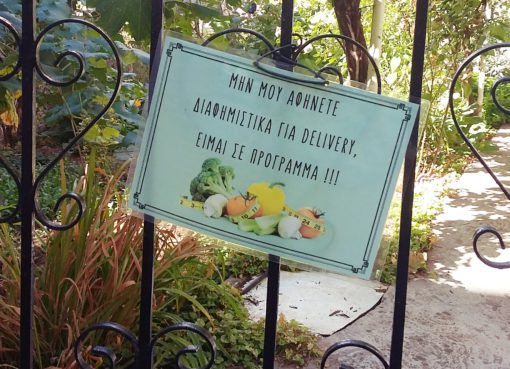 ΜΗΝ ΜΟΥ ΑΦΗΝΕΤΕ
ΔΙΑΦΗΜΙΣΤΙΚΑ ΓΙΑ DELIVERY,
ΕΙΜΑΙ ΣΕ ΠΡΟΓΡΑΜΜΑ !!!